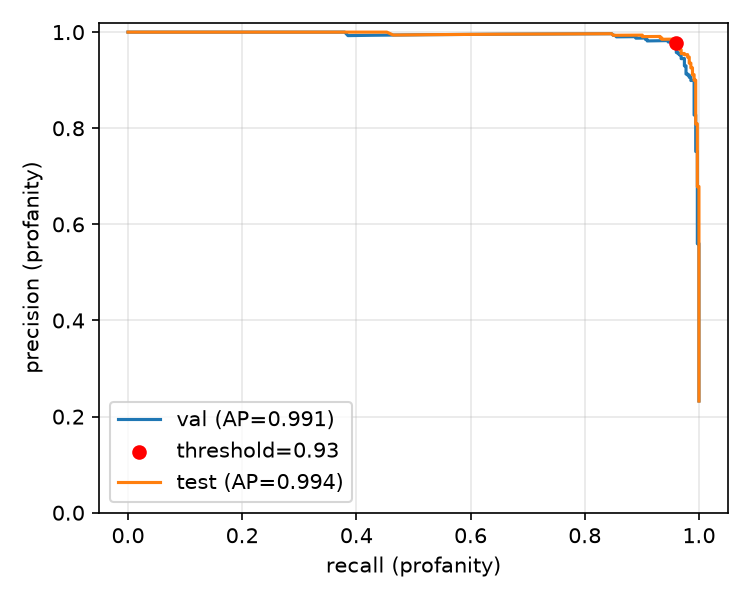 1.0
0.8
0.6
0.4
0.2
0.0
precision (profanity)
val (AP=0.991)
threshold=0.93
test (AP=0.994)
0.0 0.2 0.4 0.6 0.8 1.0
recall (profanity)